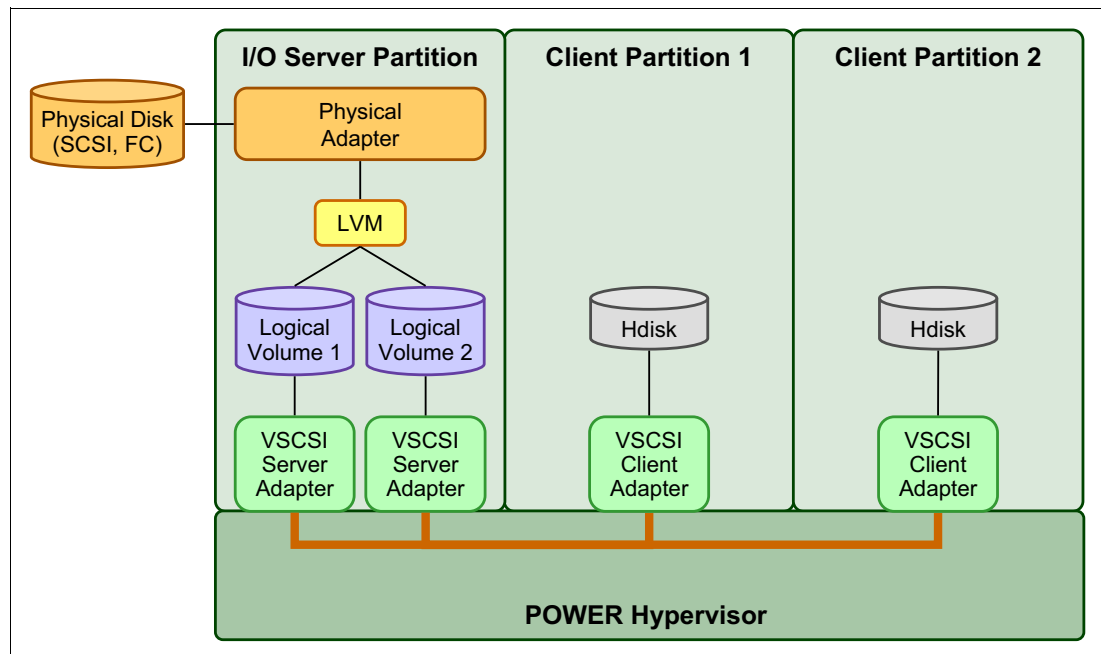 I/O Server Partition
Client Partition 1
Client Partition 2
Physical Disk
(SCSI, FC)
Physical
Adapter
LVM
Logical
Volume 1
Logical
Volume 2
Hdisk
Hdisk
VSCSI
Server
Adapter
VSCSI
Server
Adapter
VSCSI
Client
Adapter
VSCSI
Client
Adapter
POWER Hypervisor